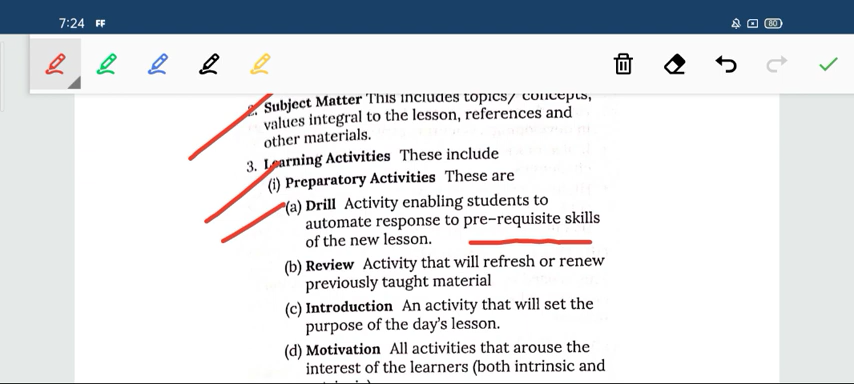 7:24 FF
80
2. Subject Matter This includes topics/ concepts,
values integral to the lesson, references and
other materials.
3. Learning Activities These include
(i) Preparatory Activities These are
(a) Drill Activity enabling students to
automate response to pre-requisite skills
of the new lesson.
(b) Review Activity that will refresh or renew
previously taught material
(c) Introduction An activity that will set the
purpose of the day's lesson.
(d) Motivation All activities that arouse the
interest of the learners (both intrinsic and